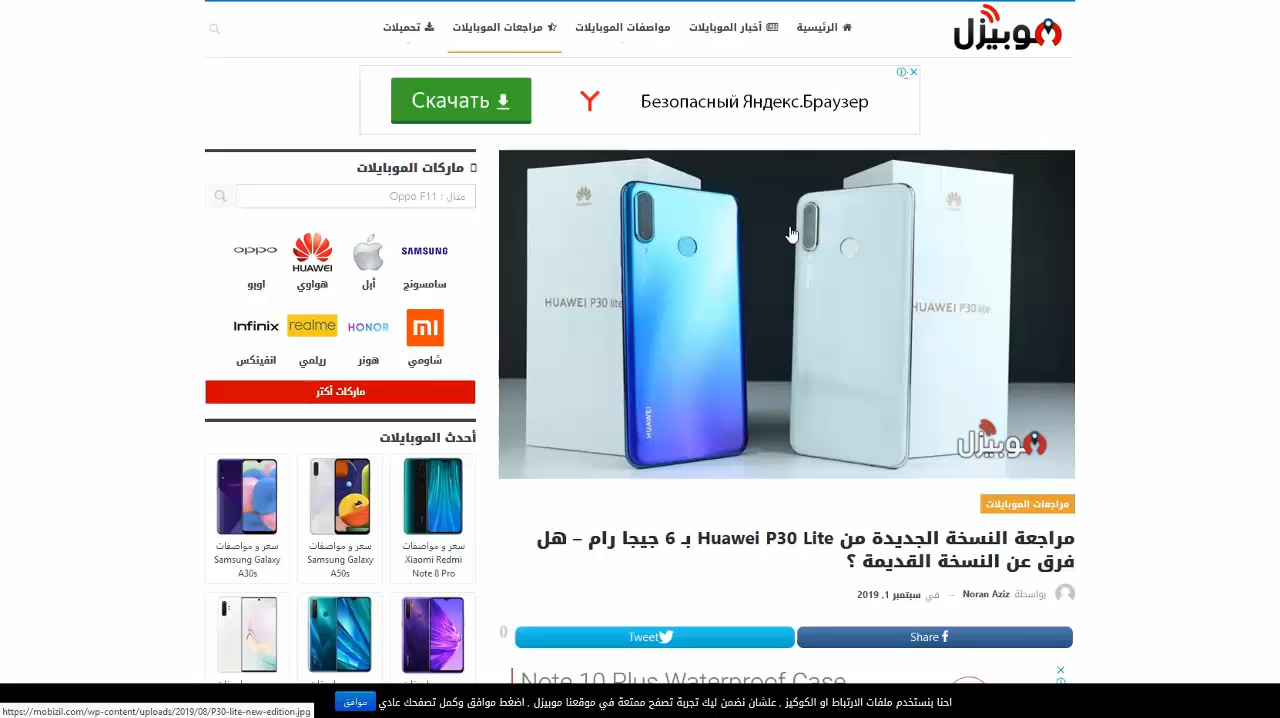 موبيزل
الرئيسية
أخبار الموبايلات
مواصفات الموبايلات
مراجعات الموبايلات
تحميلات
Скачать
Безопасный Яндекс.Браузер
HUAWEI P30 lite
HUAWEI P30 lite
HUAWEI
موبيزل
مراجعات الموبايلات
مراجعة النسخة الجديدة من Huawei P30 Lite بـ 6 جيجا رام – هل
فرق عن النسخة القديمة ؟
بواسطة Noran Aziz — في سبتمبر 1, 2019
Share
Tweet
0
Note 10 Plus Waterproof Case
ماركات الموبايلات
مثال : Oppo F11
SAMSUNG
HUAWEI
oppo
سامسونج
أبل
هواوي
اوبو
mi
HONOR
realme
Infinix
شاومي
هونر
ريلمي
انفينكس
ماركات أكتر
أحدث الموبايلات
سعر و مواصفات
Xiaomi Redmi
Note 8 Pro
سعر و مواصفات
Samsung Galaxy
A50s
سعر و مواصفات
Samsung Galaxy
A30s
احنا بنستخدم ملفات الارتباط او الكوكيز , علشان نضمن ليك تجربة تصفح ممتعة في موقعنا موبيزل , اضغط موافق وكمل تصفحك عادي
موافق
https://mobizil.com/wp-content/uploads/2019/08/P30-lite-new-edition.jpg